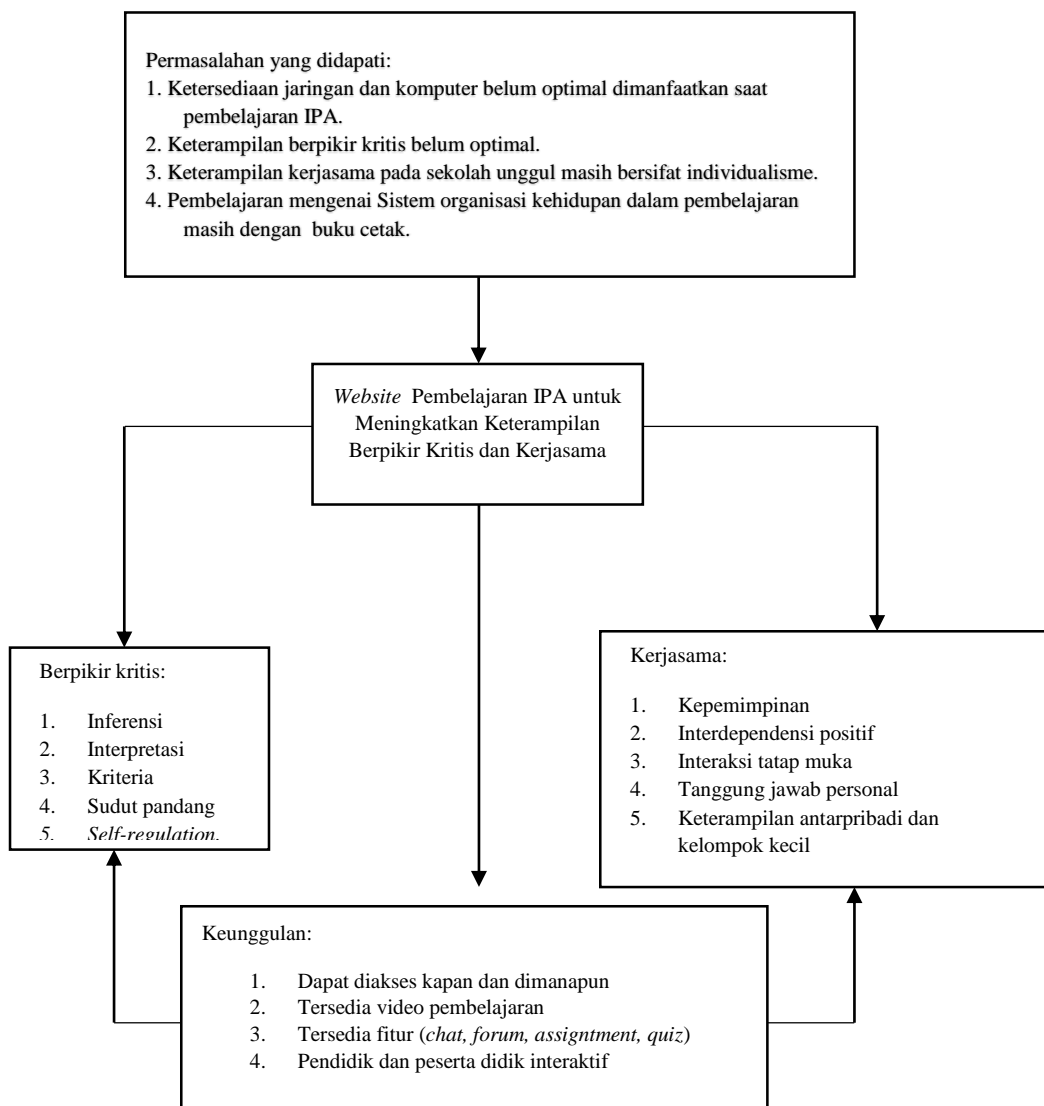 Permasalahan yang didapati:
1. Ketersediaan jaringan dan komputer belum optimal dimanfaatkan saat
pembelajaran IPA.
2. Keterampilan berpikir kritis belum optimal.
3. Keterampilan kerjasama pada sekolah unggul masih bersifat individualisme.
4. Pembelajaran mengenai Sistem organisasi kehidupan dalam pembelajaran
masih dengan buku cetak.
Website Pembelajaran IPA untuk
Meningkatkan Keterampilan
Berpikir Kritis dan Kerjasama
Berpikir kritis:
1. Inferensi
2. Interpretasi
3. Kriteria
4. Sudut pandang
5. Self-regulation.
Kerjasama:
1. Kepemimpinan
2. Interdependensi positif
3. Interaksi tatap muka
4. Tanggung jawab personal
5. Keterampilan antarpribadi dan
kelompok kecil
Keunggulan:
1. Dapat diakses kapan dan dimanapun
2. Tersedia video pembelajaran
3. Tersedia fitur (chat, forum, assigntment, quiz)
4. Pendidik dan peserta didik interaktif